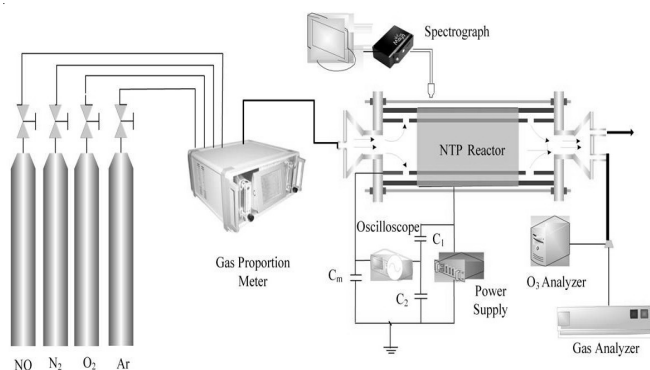 Spectrograph
NTP Reactor
Oscilloscope
C₁
Cₘ
C₂
Gas Proportion
Meter
Power
Supply
O₃ Analyzer
Gas Analyzer
NO N₂ O₂ Ar